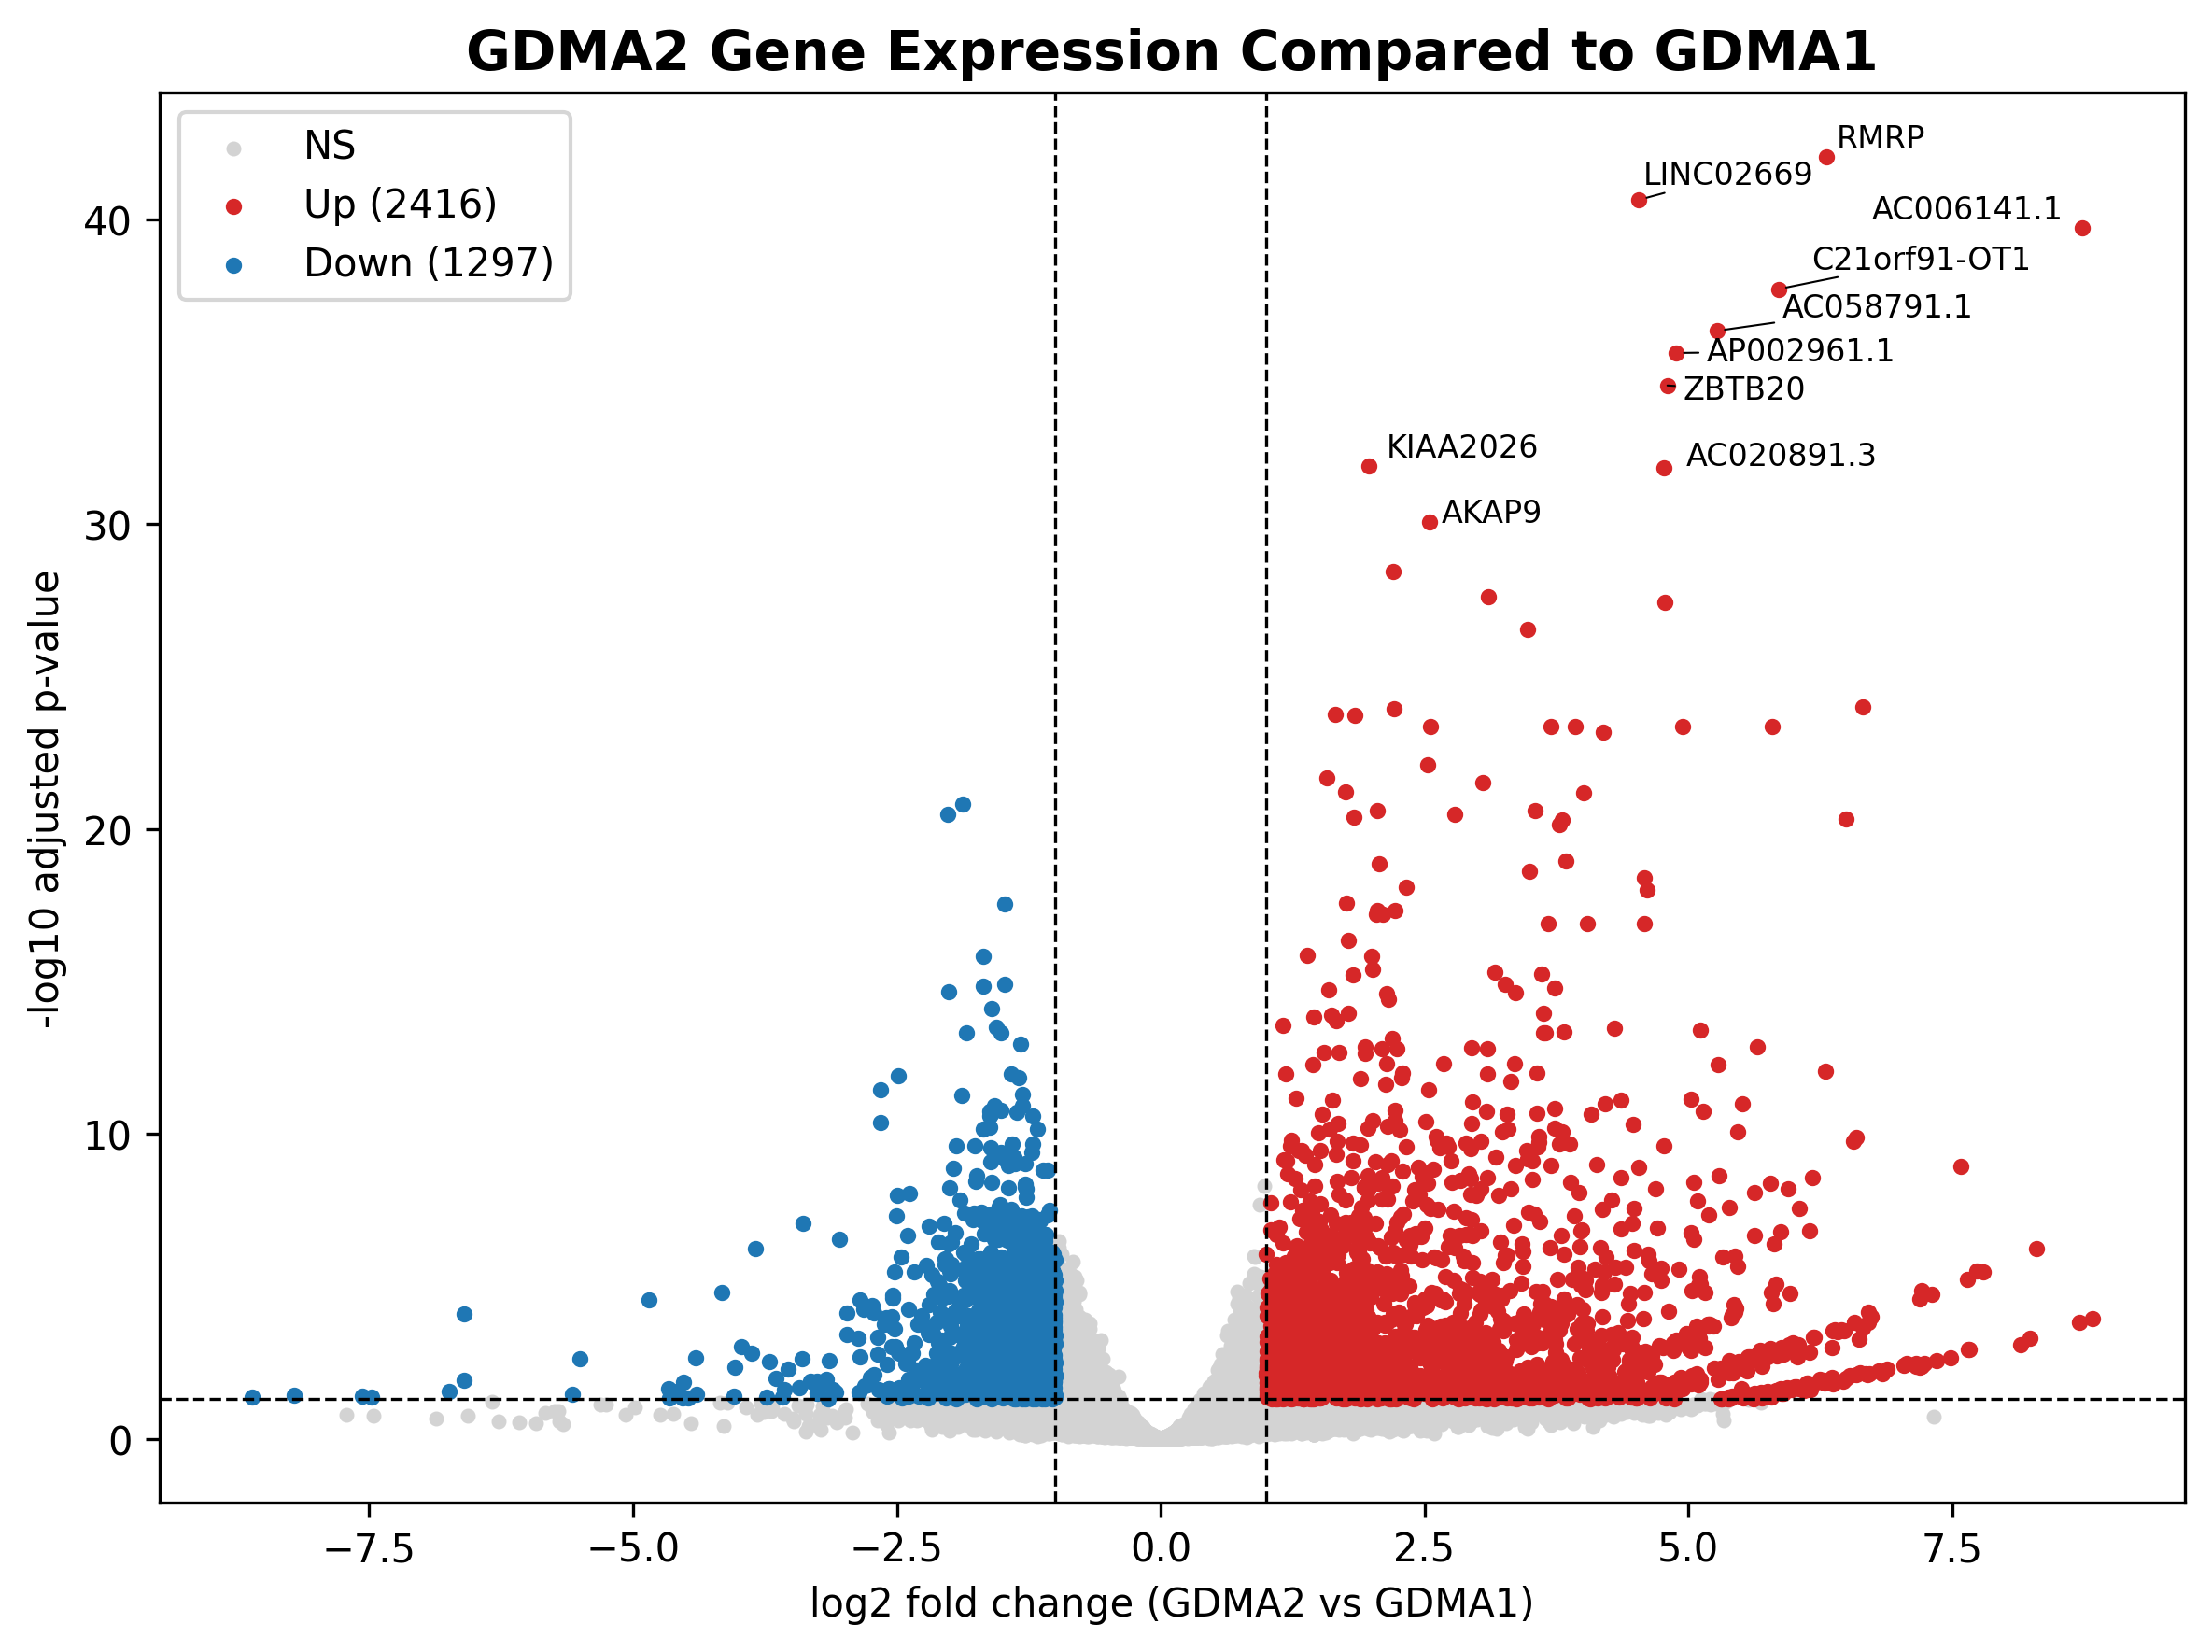 GDMA2 Gene Expression Compared to GDMA1
NS
Up (2416)
Down (1297)
RMRP
LINC02669
AC006141.1
C21orf91-OT1
AC058791.1
AP002961.1
ZBTB20
KIAA2026
AC020891.3
AKAP9
40
30
20
10
0
-log10 adjusted p-value
−7.5
−5.0
−2.5
0.0
2.5
5.0
7.5
log2 fold change (GDMA2 vs GDMA1)